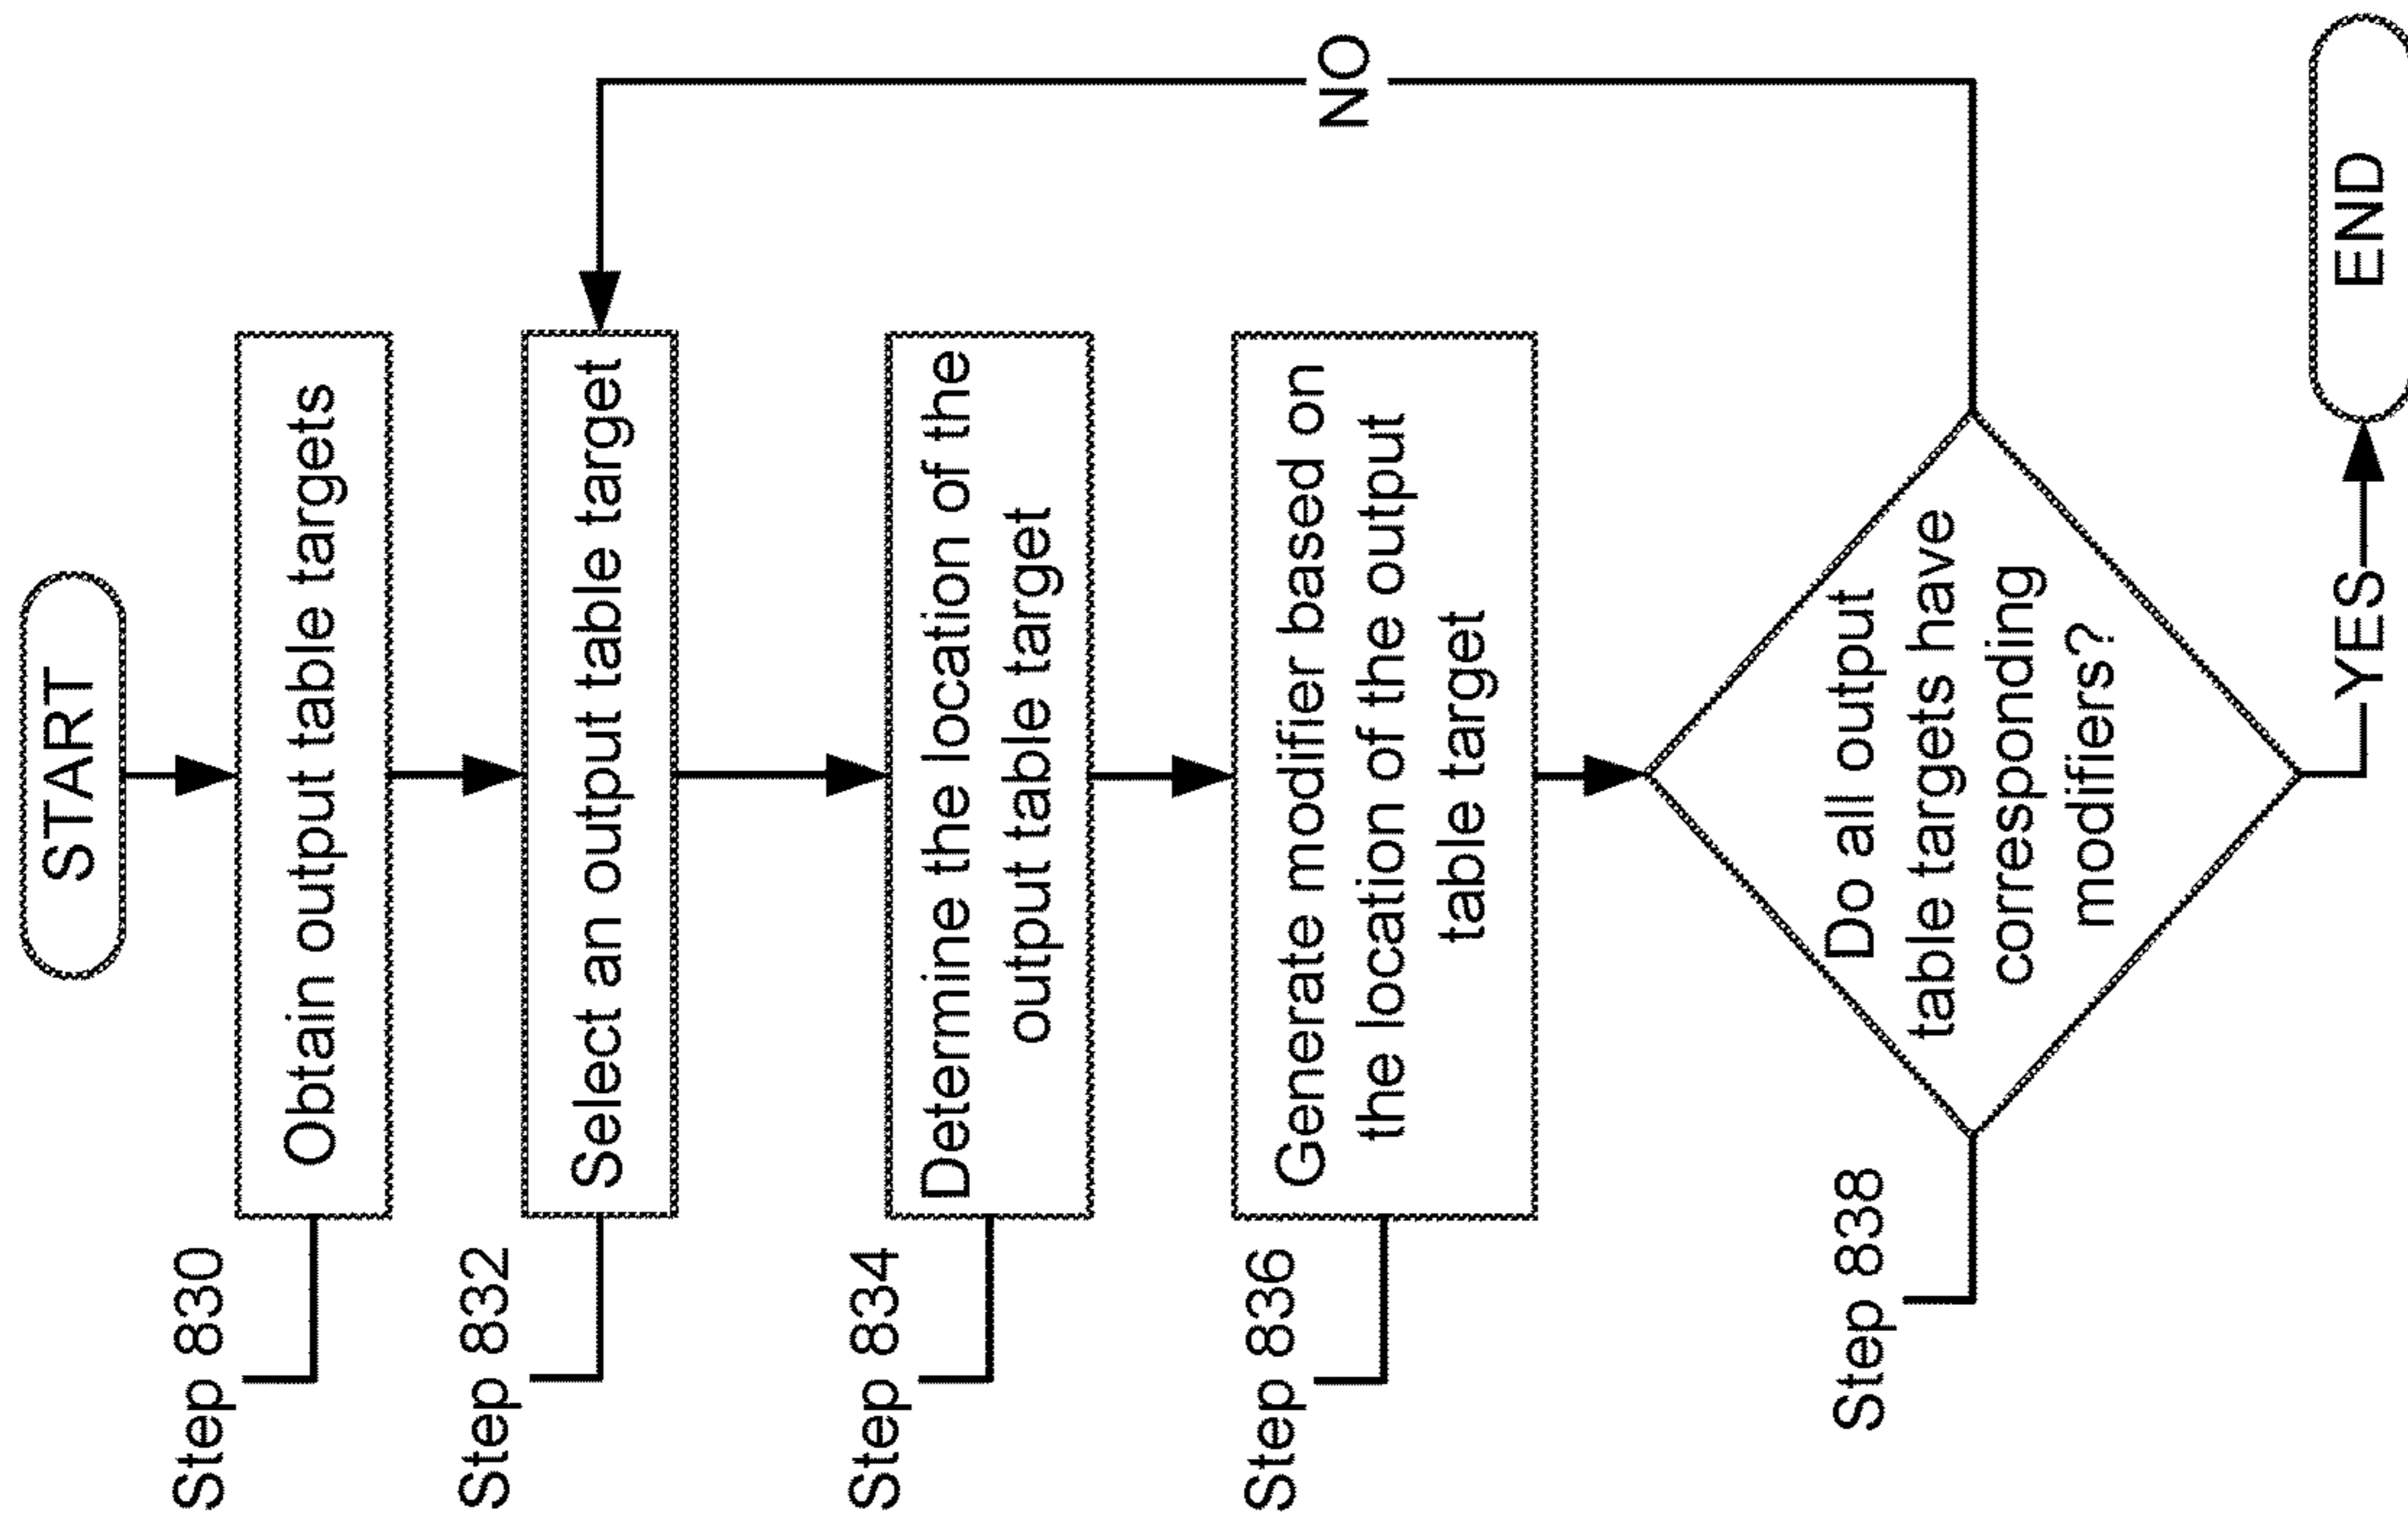 START
Step 830
Obtain output table targets
Step 832
Select an output table target
Step 834
Determine the location of the
output table target
Step 836
Generate modifier based on
the location of the output
table target
Step 838
Do all output
table targets have
corresponding
modifiers?
NO
YES
END